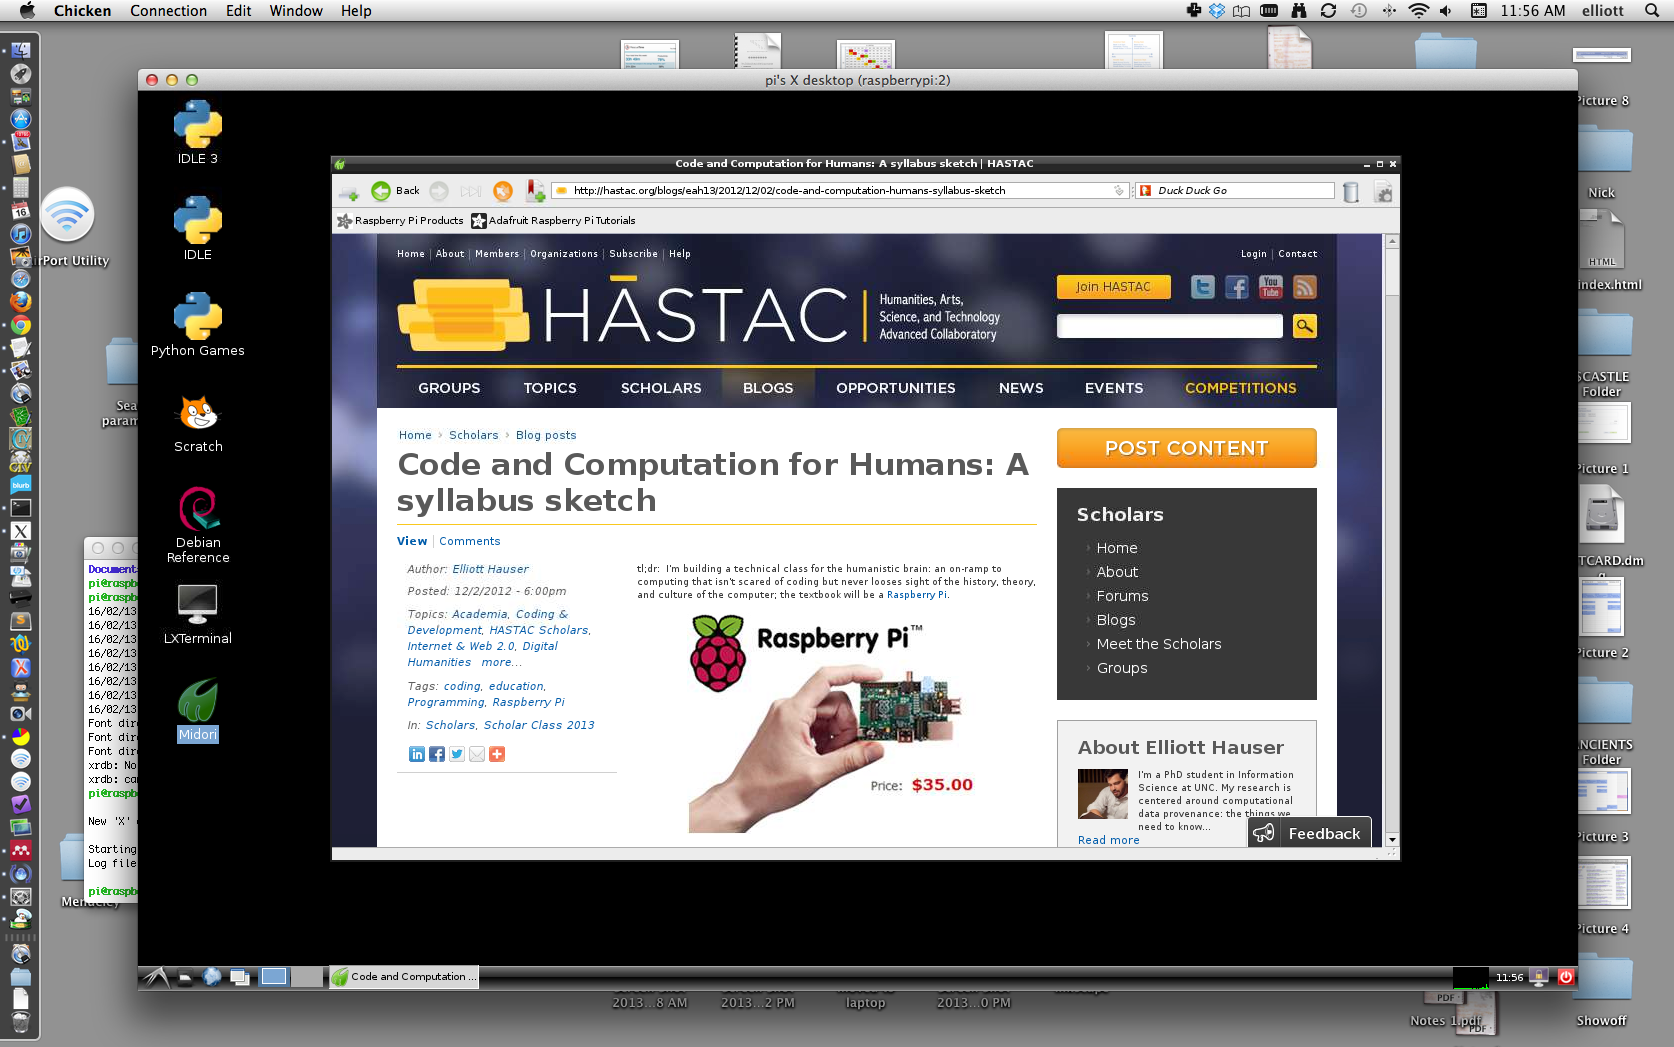 Chicken Connection Edit Window Help
11:56 AM elliott
pi's X desktop (raspberrypi:2)
IDLE 3
IDLE
Python Games
Scratch
Debian
Reference
LXTerminal
Midori
Code and Computation for Humans: A syllabus sketch | HASTAC
Back
http://hastac.org/blogs/eah13/2012/12/02/code-and-computation-humans-syllabus-sketch
Duck Duck Go
Raspberry Pi Products
Adafruit Raspberry Pi Tutorials
Home | About | Members | Organizations | Subscribe | Help
Login | Contact
HASTAC
Humanities, Arts,
Science, and Technology
Advanced Collaboratory
Join HASTAC
You
Tube
GROUPS TOPICS SCHOLARS BLOGS OPPORTUNITIES NEWS EVENTS COMPETITIONS
Home › Scholars › Blog posts
Code and Computation for Humans: A
syllabus sketch
View | Comments
Author: Elliott Hauser
Posted: 12/2/2012 - 6:00pm
Topics: Academia, Coding &
Development, HASTAC Scholars,
Internet & Web 2.0, Digital
Humanities more...
Tags: coding, education,
Programming, Raspberry Pi
In: Scholars, Scholar Class 2013
tl;dr: I'm building a technical class for the humanistic brain: an on-ramp to
computing that isn't scared of coding but never looses sight of the history, theory,
and culture of the computer; the textbook will be a Raspberry Pi.
Raspberry Pi™
Price: $35.00
POST CONTENT
Scholars
› Home
› About
› Forums
› Blogs
› Meet the Scholars
› Groups
About Elliott Hauser
I'm a PhD student in Information
Science at UNC. My research is
centered around computational
data provenance: the things we
need to know...
Read more
Feedback
Code and Computation ...
11:56
16
AirPort Utility
Sea
param
Mendeley
blurb
Document
pi@raspb
pi@raspb
16/02/13
16/02/13
16/02/13
16/02/13
16/02/13
16/02/13
16/02/13
16/02/13
Font dir
Font dir
Font dir
xrdb: No
xrdb: ca
pi@raspb
New 'X'
Starting
Log file
pi@raspb
Picture 8
Nick
HTML
index.html
SCASTLE
Folder
Picture 1
TCARD.dm
g
Picture 2
ANCIENTS
Folder
Picture 3
Picture 4
Showoff
PDF
Notes 1.pdf
PDF
2013...8 AM
2013...2 PM
laptop
2013...0 PM